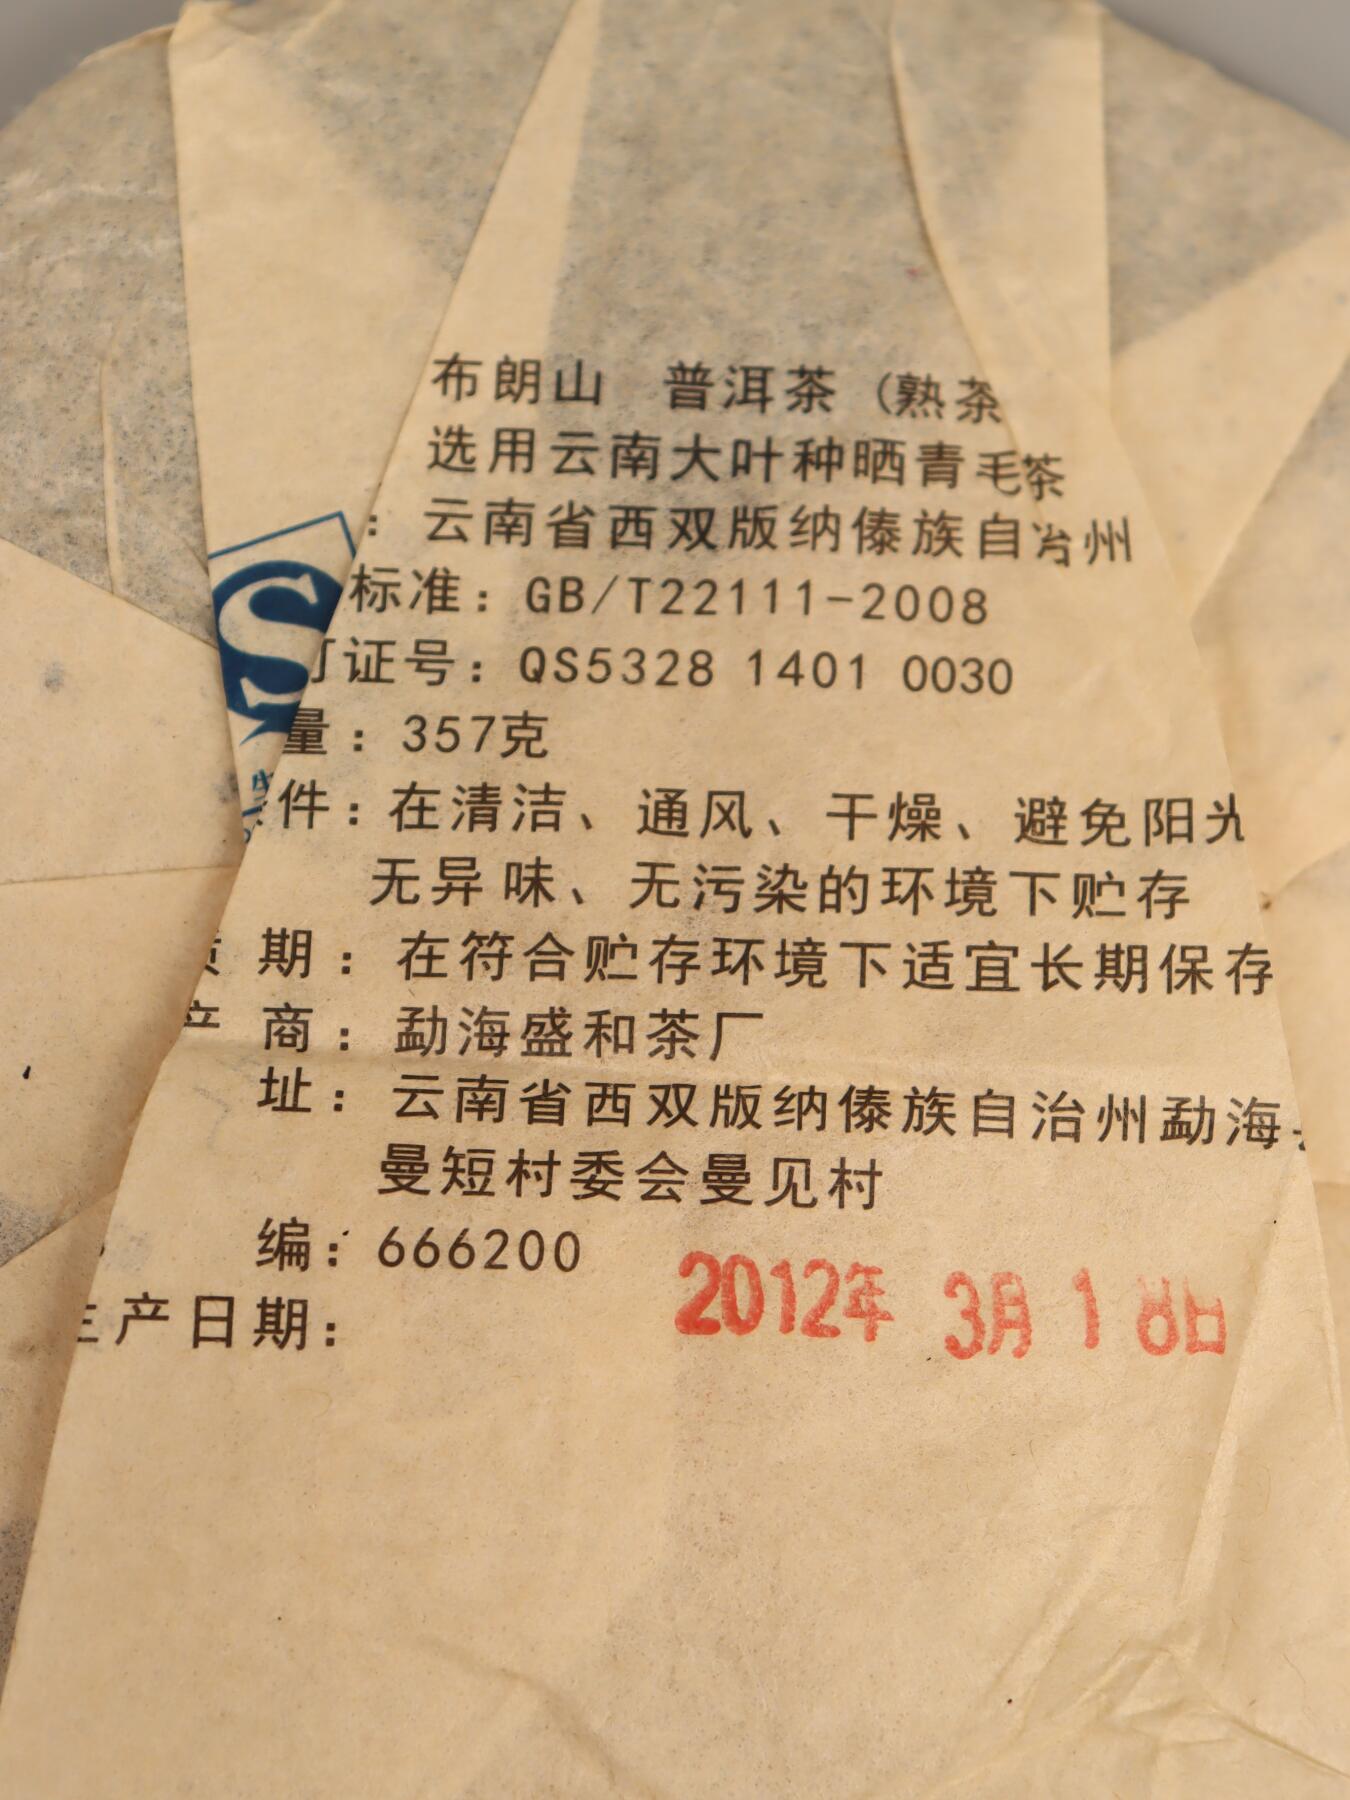 布朗山 普洱茶（熟茶
选用云南大叶种晒青毛茶
：云南省西双版纳傣族自治州
标准：GB/T22111-2008
可证号：QS5328 1401 0030
量：357克
件：在清洁、通风、干燥、避免阳光
无异味、无污染的环境下贮存
质 期：在符合贮存环境下适宜长期保存
产 商：勐海盛和茶厂
址：云南省西双版纳傣族自治州勐海
曼短村委会曼见村
编：666200
生产日期：2012年 3月18日